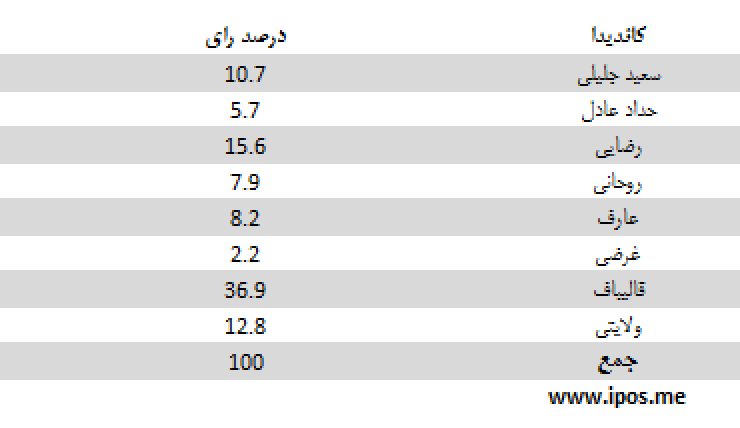 کاندیدا درصد رای
سعید جلیلی 10.7
حداد عادل 5.7
رضایی 15.6
روحانی 7.9
عارف 8.2
غرضی 2.2
قالیباف 36.9
ولایتی 12.8
جمع 100
www.ipos.me